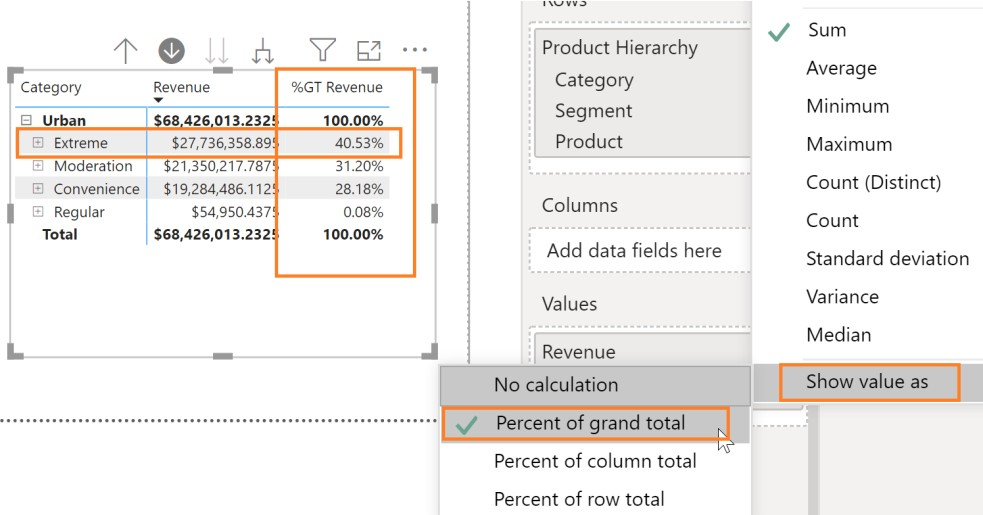 Category Revenue %GT Revenue
Urban $68,426,013.2325 100.00%
Extreme $27,736,358.895 40.53%
Moderation $21,350,217.7875 31.20%
Convenience $19,284,486.1125 28.18%
Regular $54,950.4375 0.08%
Total $68,426,013.2325 100.00%
Rows
Product Hierarchy
Category
Segment
Product
Columns
Add data fields here
Values
Revenue
Sum
Average
Minimum
Maximum
Count (Distinct)
Count
Standard deviation
Variance
Median
Show value as
No calculation
Percent of grand total
Percent of column total
Percent of row total